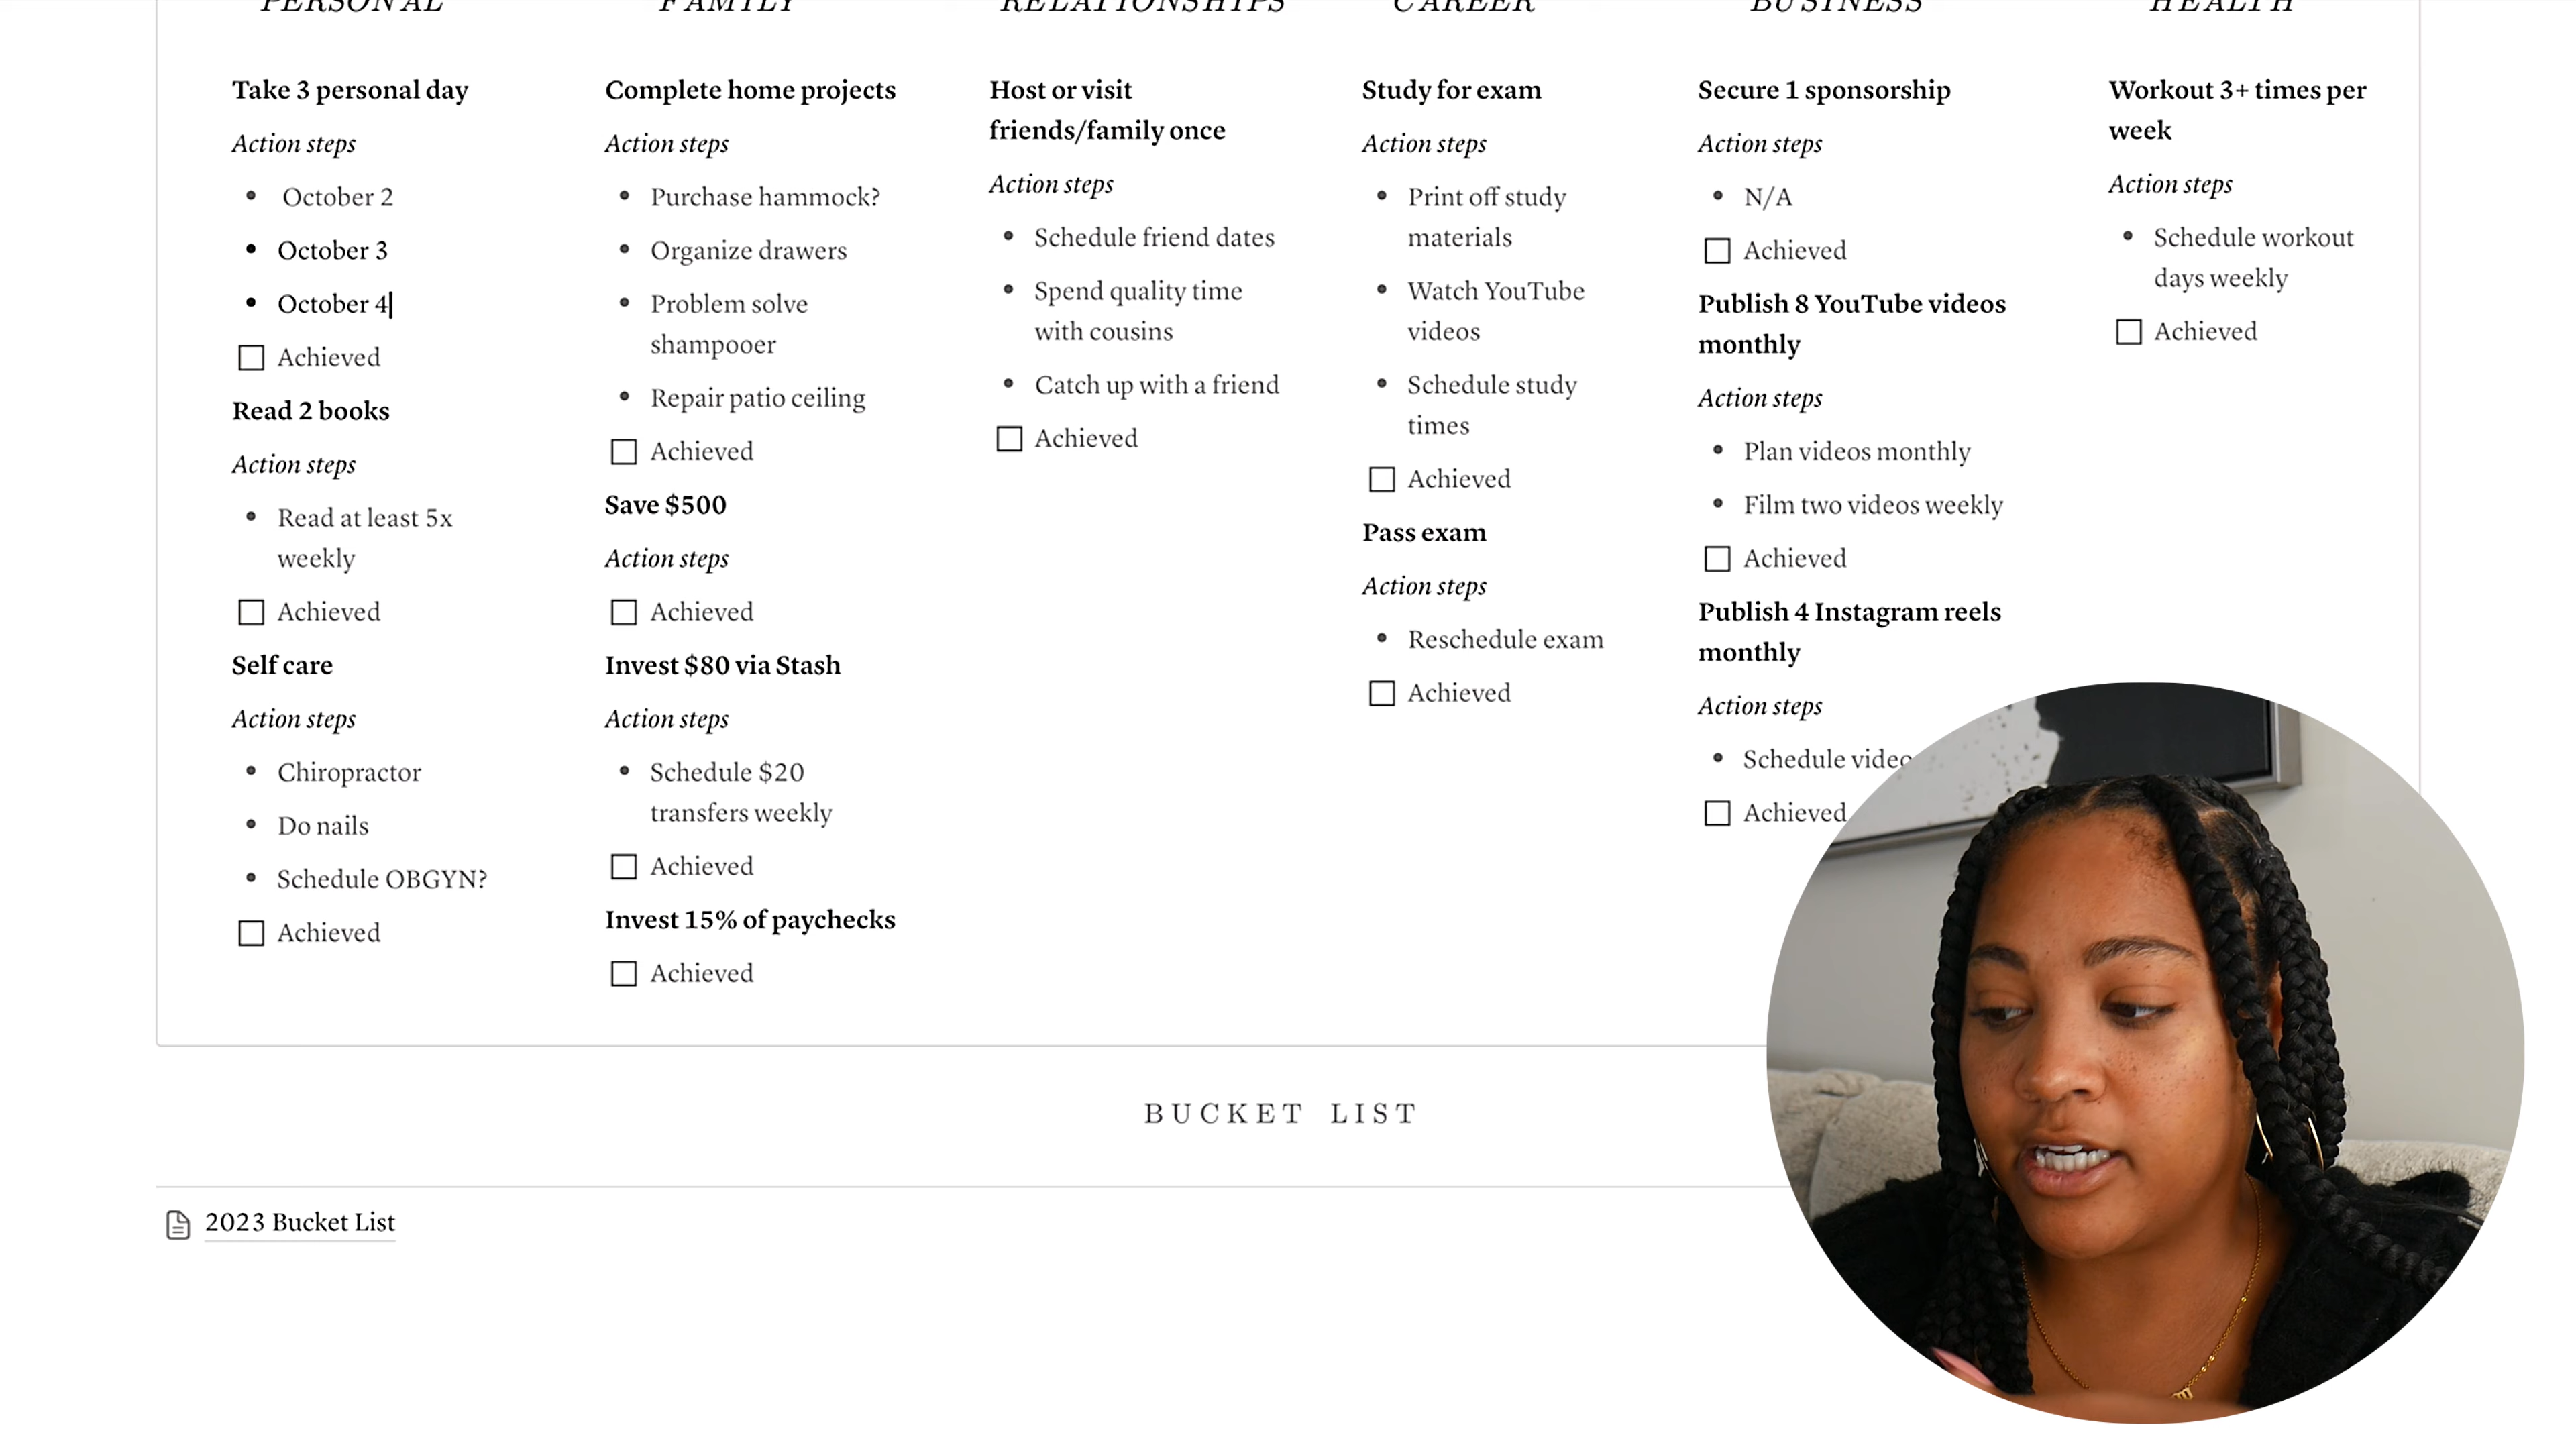 PERSONAL
FAMILY
RELATIONSHIPS
CAREER
BUSINESS
HEALTH
Take 3 personal day
Action steps
• October 2
• October 3
• October 4
Achieved
Read 2 books
Action steps
• Read at least 5x
weekly
Achieved
Self care
Action steps
• Chiropractor
• Do nails
• Schedule OBGYN?
Achieved
Complete home projects
Action steps
• Purchase hammock?
• Organize drawers
• Problem solve
shampooer
• Repair patio ceiling
Achieved
Save $500
Action steps
Achieved
Invest $80 via Stash
Action steps
• Schedule $20
transfers weekly
Achieved
Invest 15% of paychecks
Achieved
Host or visit
friends/family once
Action steps
• Schedule friend dates
• Spend quality time
with cousins
• Catch up with a friend
Achieved
Study for exam
Action steps
• Print off study
materials
• Watch YouTube
videos
• Schedule study
times
Achieved
Pass exam
Action steps
• Reschedule exam
Achieved
Secure 1 sponsorship
Action steps
• N/A
Achieved
Publish 8 YouTube videos
monthly
Action steps
• Plan videos monthly
• Film two videos weekly
Achieved
Publish 4 Instagram reels
monthly
Action steps
• Schedule video
Achieved
Workout 3+ times per
week
Action steps
• Schedule workout
days weekly
Achieved
BUCKET LIST
2023 Bucket List